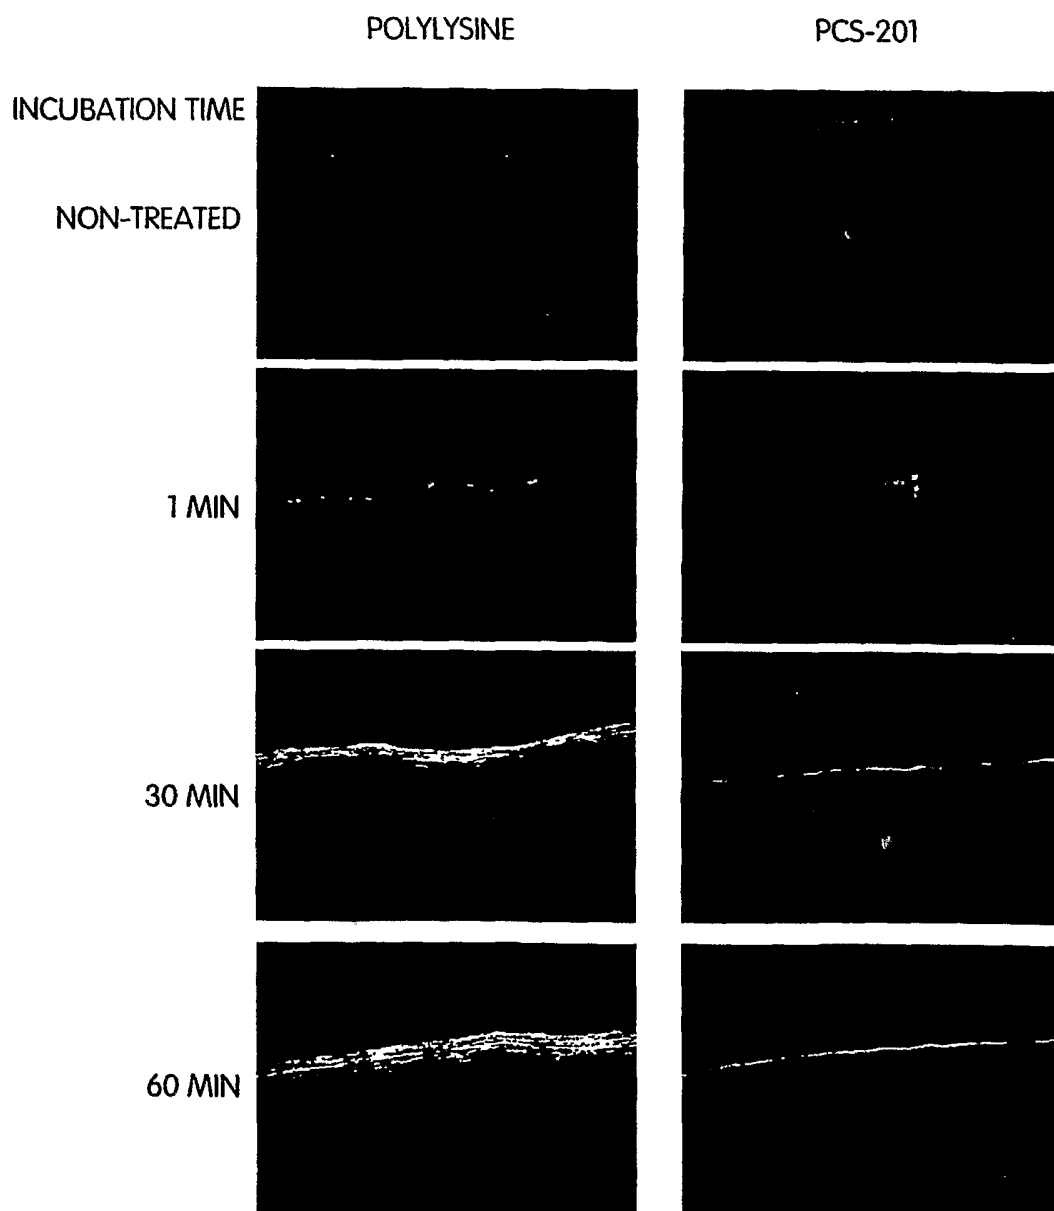 POLYLYSINE PCS-201
INCUBATION TIME
NON-TREATED
1 MIN
30 MIN
60 MIN